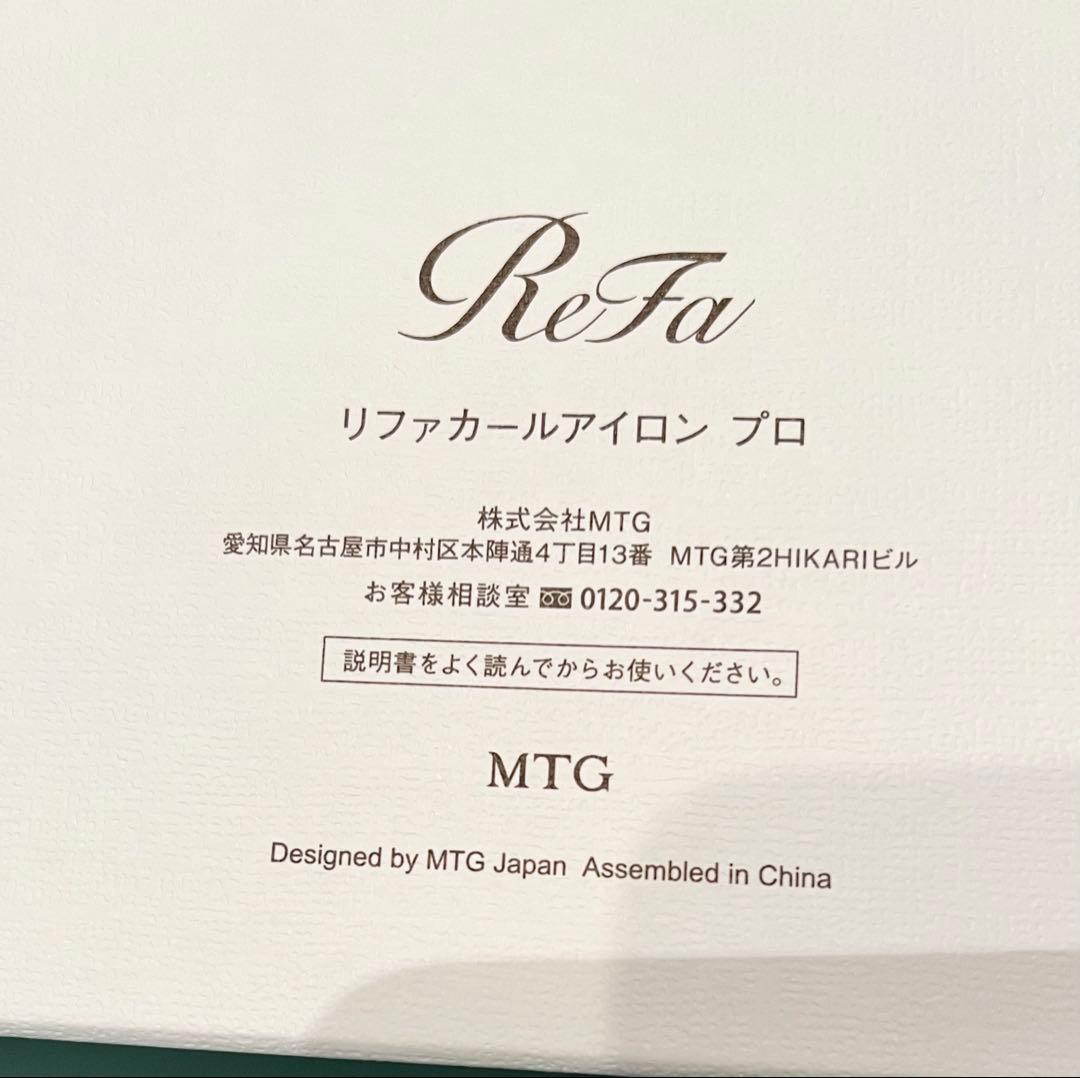 ReFa
リファカールアイロン プロ
株式会社MTG
愛知県名古屋市中村区本陣通4丁目13番 MTG第2HIKARIビル
お客様相談室 0120-315-332
説明書をよく読んでからお使いください。
MTG
Designed by MTG Japan Assembled in China